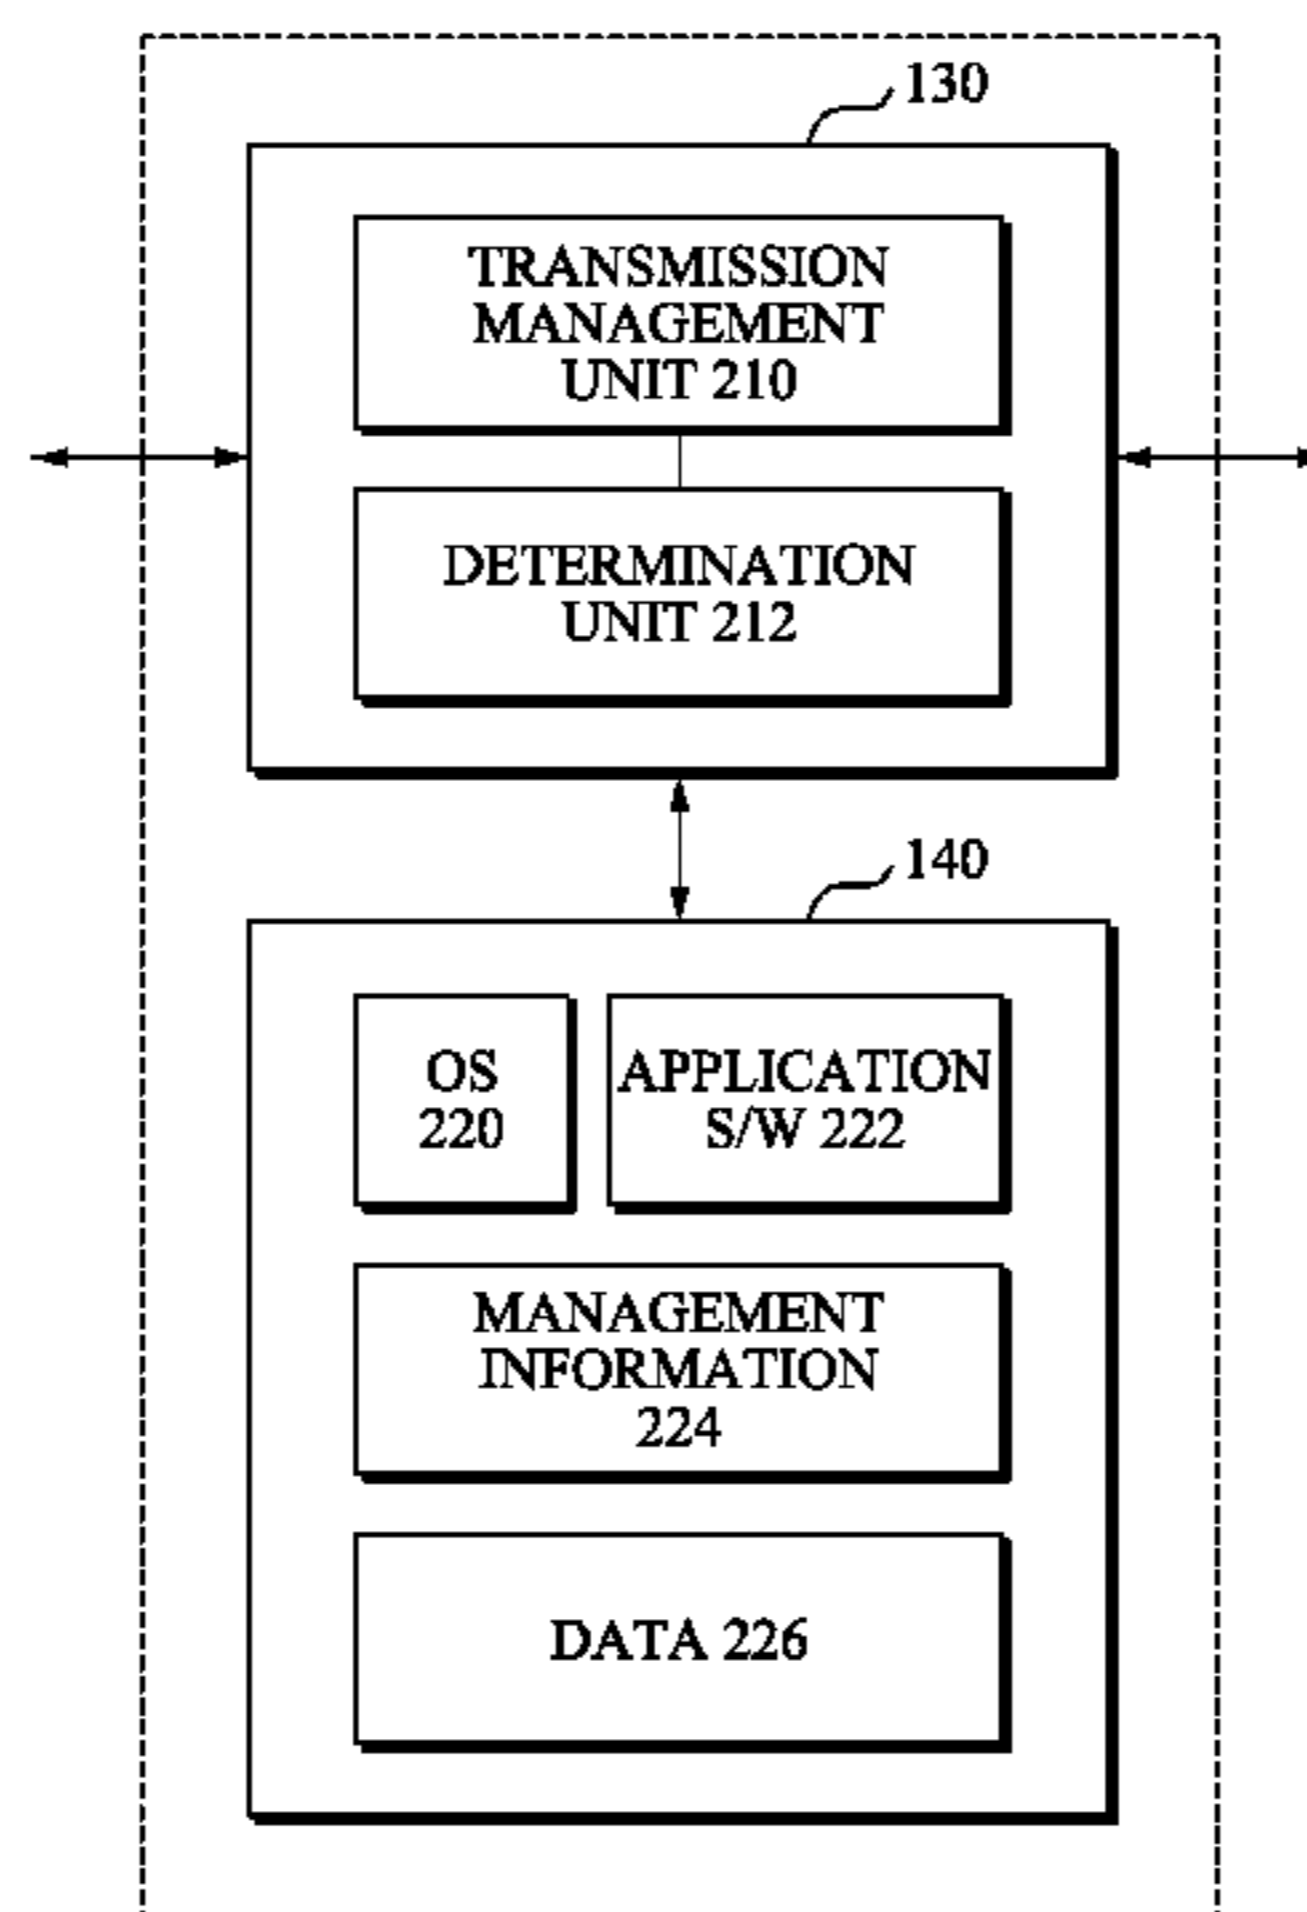 130
TRANSMISSION
MANAGEMENT
UNIT 210
DETERMINATION
UNIT 212
140
OS
220
APPLICATION
S/W 222
MANAGEMENT
INFORMATION
224
DATA 226